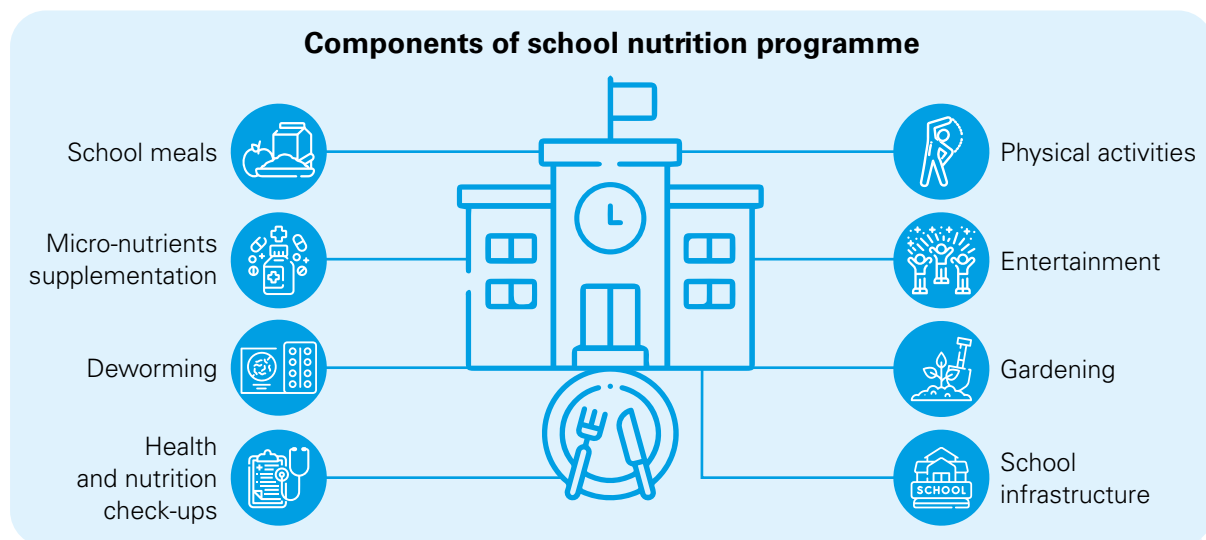 Components of school nutrition programme
School meals
Micro-nutrients
supplementation
Deworming
Health
and nutrition
check-ups
Physical activities
Entertainment
Gardening
School
infrastructure
SCHOOL